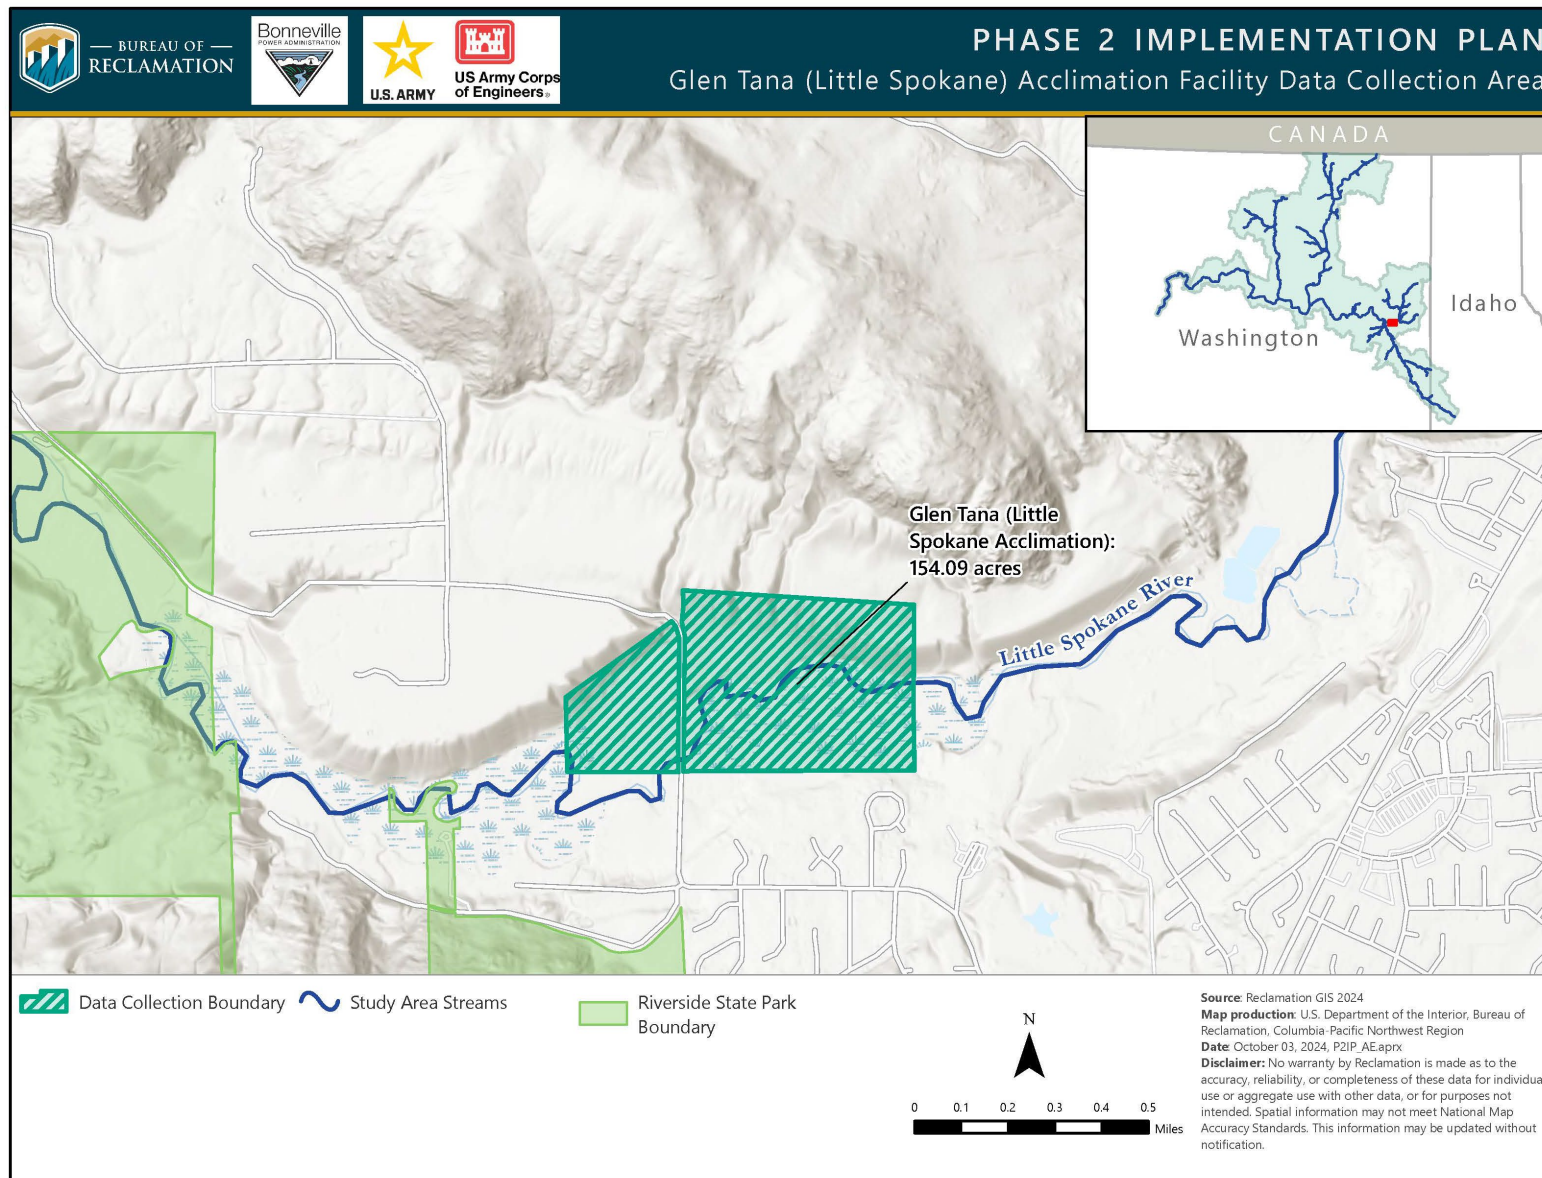 BUREAU OF
RECLAMATION
Bonneville
POWER ADMINISTRATION
U.S. ARMY
US Army Corps
of Engineers®
PHASE 2 IMPLEMENTATION PLAN
Glen Tana (Little Spokane) Acclimation Facility Data Collection Area
CANADA
Washington
Idaho
Glen Tana (Little
Spokane Acclimation):
154.09 acres
Little Spokane River
Data Collection Boundary
Study Area Streams
Riverside State Park
Boundary
N
0 0.1 0.2 0.3 0.4 0.5
Miles
Source: Reclamation GIS 2024
Map production: U.S. Department of the Interior, Bureau of
Reclamation, Columbia-Pacific Northwest Region
Date: October 03, 2024, P2IP_AE.aprx
Disclaimer: No warranty by Reclamation is made as to the
accuracy, reliability, or completeness of these data for individua
use or aggregate use with other data, or for purposes not
intended. Spatial information may not meet National Map
Accuracy Standards. This information may be updated without
notification.